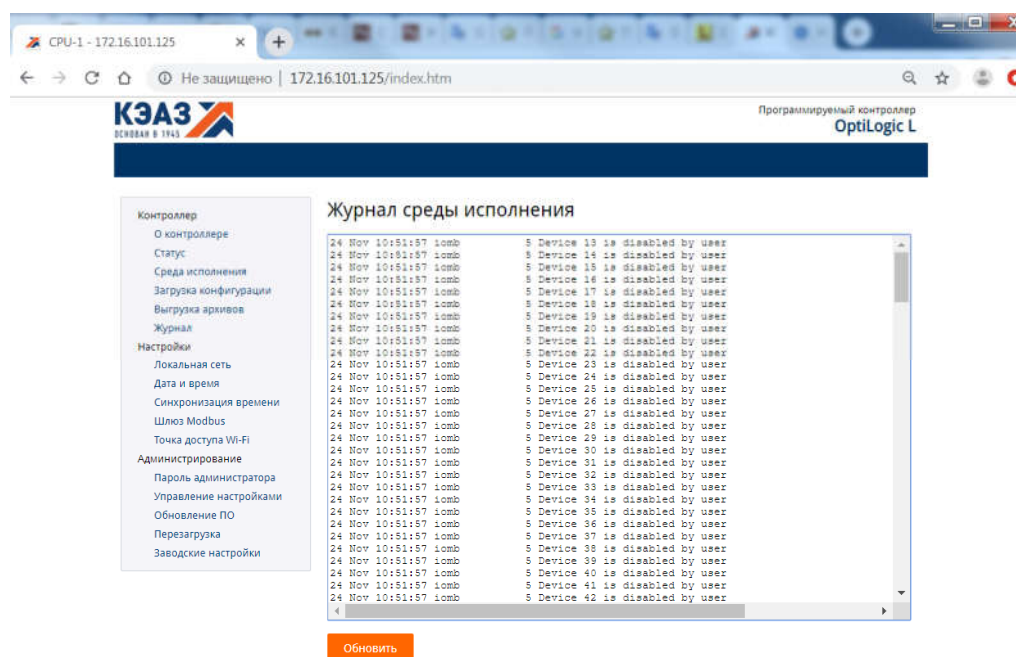 CPU-1 - 172.16.101.125
Не защищено | 172.16.101.125/index.htm
КЭАЗ
ОСНОВАН В 1945
Программируемый контроллер
OptiLogic L
Контроллер
О контроллере
Статус
Среда исполнения
Загрузка конфигурации
Выгрузка архивов
Журнал
Настройки
Локальная сеть
Дата и время
Синхронизация времени
Шлюз Modbus
Точка доступа Wi-Fi
Администрирование
Пароль администратора
Управление настройками
Обновление ПО
Перезагрузка
Заводские настройки
Журнал среды исполнения
24 Nov 10:51:57 iomb 5 Device 13 is disabled by user
24 Nov 10:51:57 iomb 5 Device 14 is disabled by user
24 Nov 10:51:57 iomb 5 Device 15 is disabled by user
24 Nov 10:51:57 iomb 5 Device 16 is disabled by user
24 Nov 10:51:57 iomb 5 Device 17 is disabled by user
24 Nov 10:51:57 iomb 5 Device 18 is disabled by user
24 Nov 10:51:57 iomb 5 Device 19 is disabled by user
24 Nov 10:51:57 iomb 5 Device 20 is disabled by user
24 Nov 10:51:57 iomb 5 Device 21 is disabled by user
24 Nov 10:51:57 iomb 5 Device 22 is disabled by user
24 Nov 10:51:57 iomb 5 Device 23 is disabled by user
24 Nov 10:51:57 iomb 5 Device 24 is disabled by user
24 Nov 10:51:57 iomb 5 Device 25 is disabled by user
24 Nov 10:51:57 iomb 5 Device 26 is disabled by user
24 Nov 10:51:57 iomb 5 Device 27 is disabled by user
24 Nov 10:51:57 iomb 5 Device 28 is disabled by user
24 Nov 10:51:57 iomb 5 Device 29 is disabled by user
24 Nov 10:51:57 iomb 5 Device 30 is disabled by user
24 Nov 10:51:57 iomb 5 Device 31 is disabled by user
24 Nov 10:51:57 iomb 5 Device 32 is disabled by user
24 Nov 10:51:57 iomb 5 Device 33 is disabled by user
24 Nov 10:51:57 iomb 5 Device 34 is disabled by user
24 Nov 10:51:57 iomb 5 Device 35 is disabled by user
24 Nov 10:51:57 iomb 5 Device 36 is disabled by user
24 Nov 10:51:57 iomb 5 Device 37 is disabled by user
24 Nov 10:51:57 iomb 5 Device 38 is disabled by user
24 Nov 10:51:57 iomb 5 Device 39 is disabled by user
24 Nov 10:51:57 iomb 5 Device 40 is disabled by user
24 Nov 10:51:57 iomb 5 Device 41 is disabled by user
24 Nov 10:51:57 iomb 5 Device 42 is disabled by user
Обновить